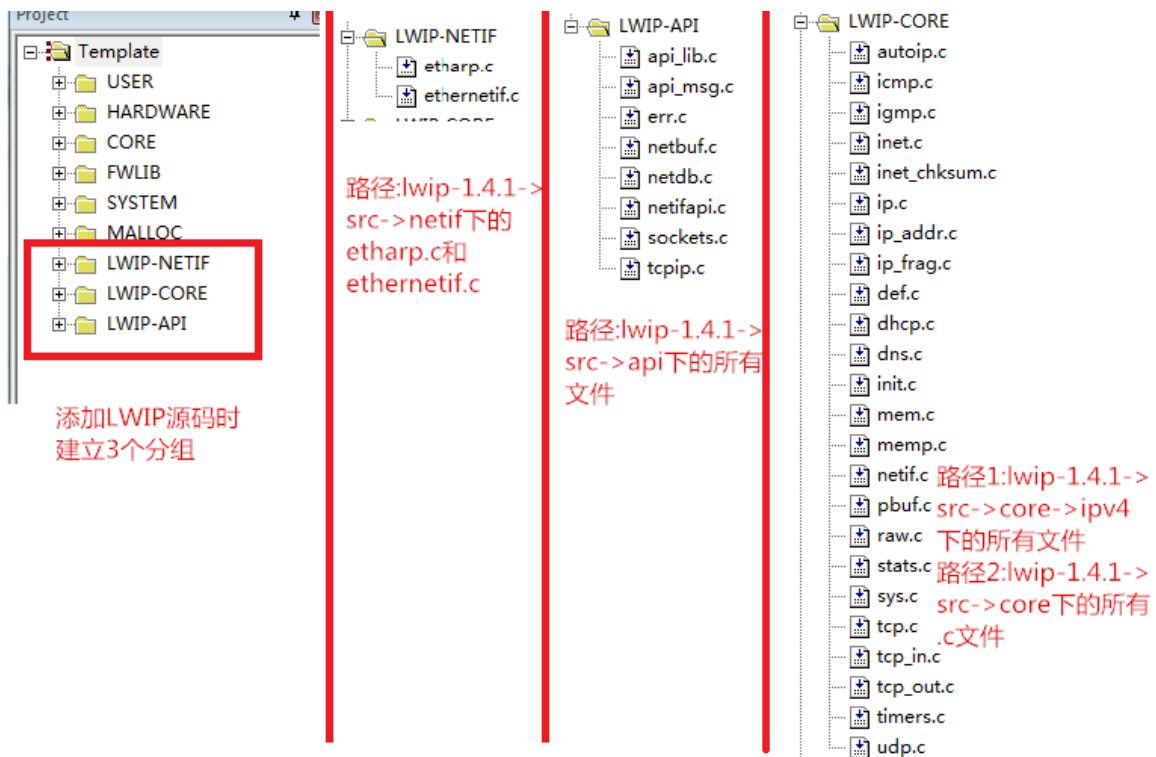 Project
Template
USER
HARDWARE
CORE
FWLIB
SYSTEM
MALLOC
LWIP-NETIF
LWIP-CORE
LWIP-API
添加LWIP源码时
建立3个分组
LWIP-NETIF
etharp.c
ethernetif.c
路径:lwip-1.4.1->
src->netif下的
etharp.c和
ethernetif.c
LWIP-API
api_lib.c
api_msg.c
err.c
netbuf.c
netdb.c
netifapi.c
sockets.c
tcpip.c
路径:lwip-1.4.1->
src->api下的所有
文件
LWIP-CORE
autoip.c
icmp.c
igmp.c
inet.c
inet_chksum.c
ip.c
ip_addr.c
ip_frag.c
def.c
dhcp.c
dns.c
init.c
mem.c
memp.c
netif.c
pbuf.c
raw.c
stats.c
sys.c
tcp.c
tcp_in.c
tcp_out.c
timers.c
udp.c
路径1:lwip-1.4.1->
src->core->ipv4
下的所有文件
路径2:lwip-1.4.1->
src->core下的所有
.c文件